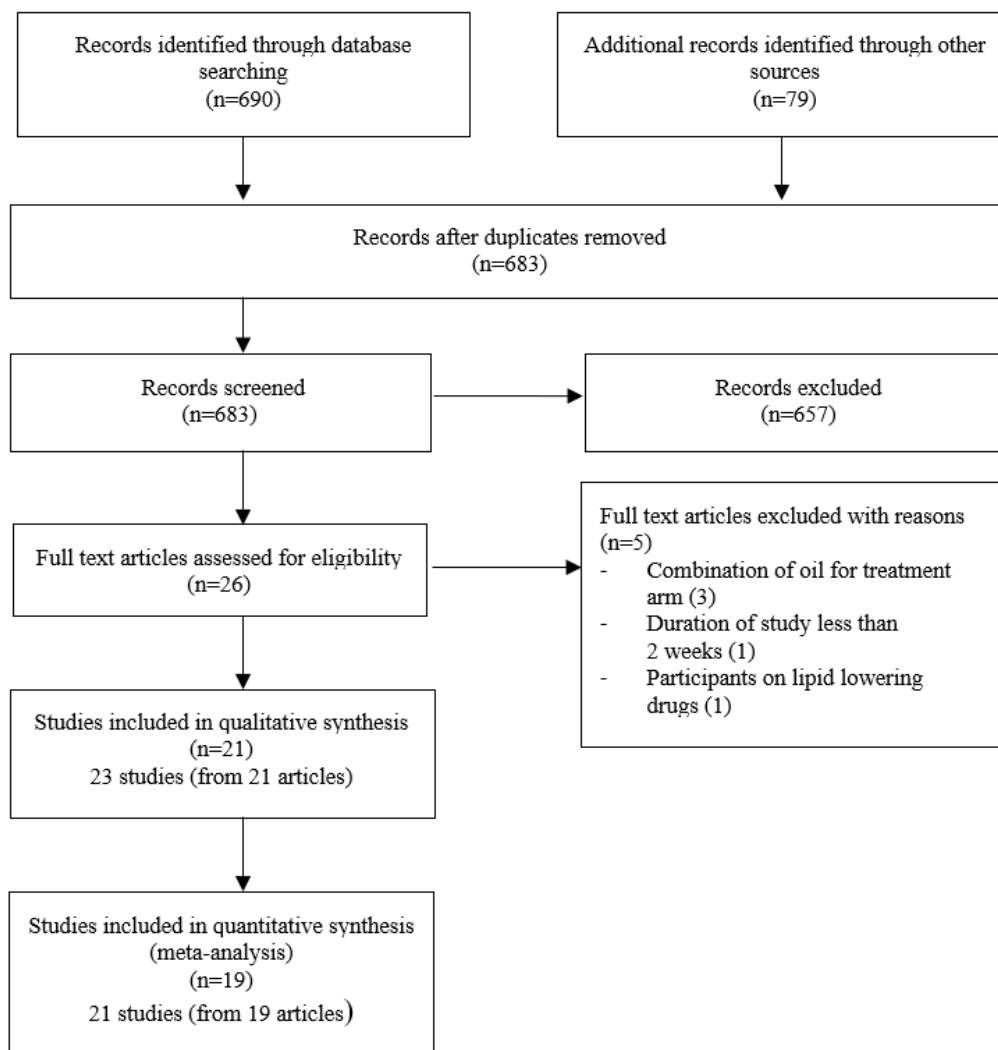 Records identified through database
searching
(n=690)
Additional records identified through other
sources
(n=79)
Records after duplicates removed
(n=683)
Records screened
(n=683)
Records excluded
(n=657)
Full text articles assessed for eligibility
(n=26)
Full text articles excluded with reasons
(n=5)
- Combination of oil for treatment
arm (3)
- Duration of study less than
2 weeks (1)
- Participants on lipid lowering
drugs (1)
Studies included in qualitative synthesis
(n=21)
23 studies (from 21 articles)
Studies included in quantitative synthesis
(meta-analysis)
(n=19)
21 studies (from 19 articles)